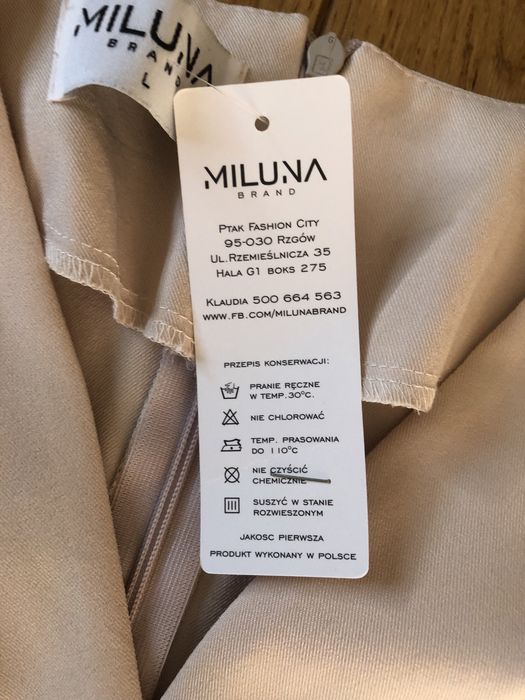 MILUNA
BRAND
L
MILUNA
BRAND
PTAK FASHION CITY
95-030 RZGÓW
UL.RZEMIEŚLNICZA 35
HALA G1 BOKS 275
KLAUDIA 500 664 563
WWW.FB.COM/MILUNABRAND
PRZEPIS KONSERWACJI:
PRANIE RĘCZNE
W TEMP.30°C.
NIE CHLOROWAĆ
TEMP. PRASOWANIA
DO 110°C
NIE CZYŚCIĆ
CHEMICZNIE
SUSZYĆ W STANIE
ROZWIESZONYM
JAKOSC PIERWSZA
PRODUKT WYKONANY W POLSCE